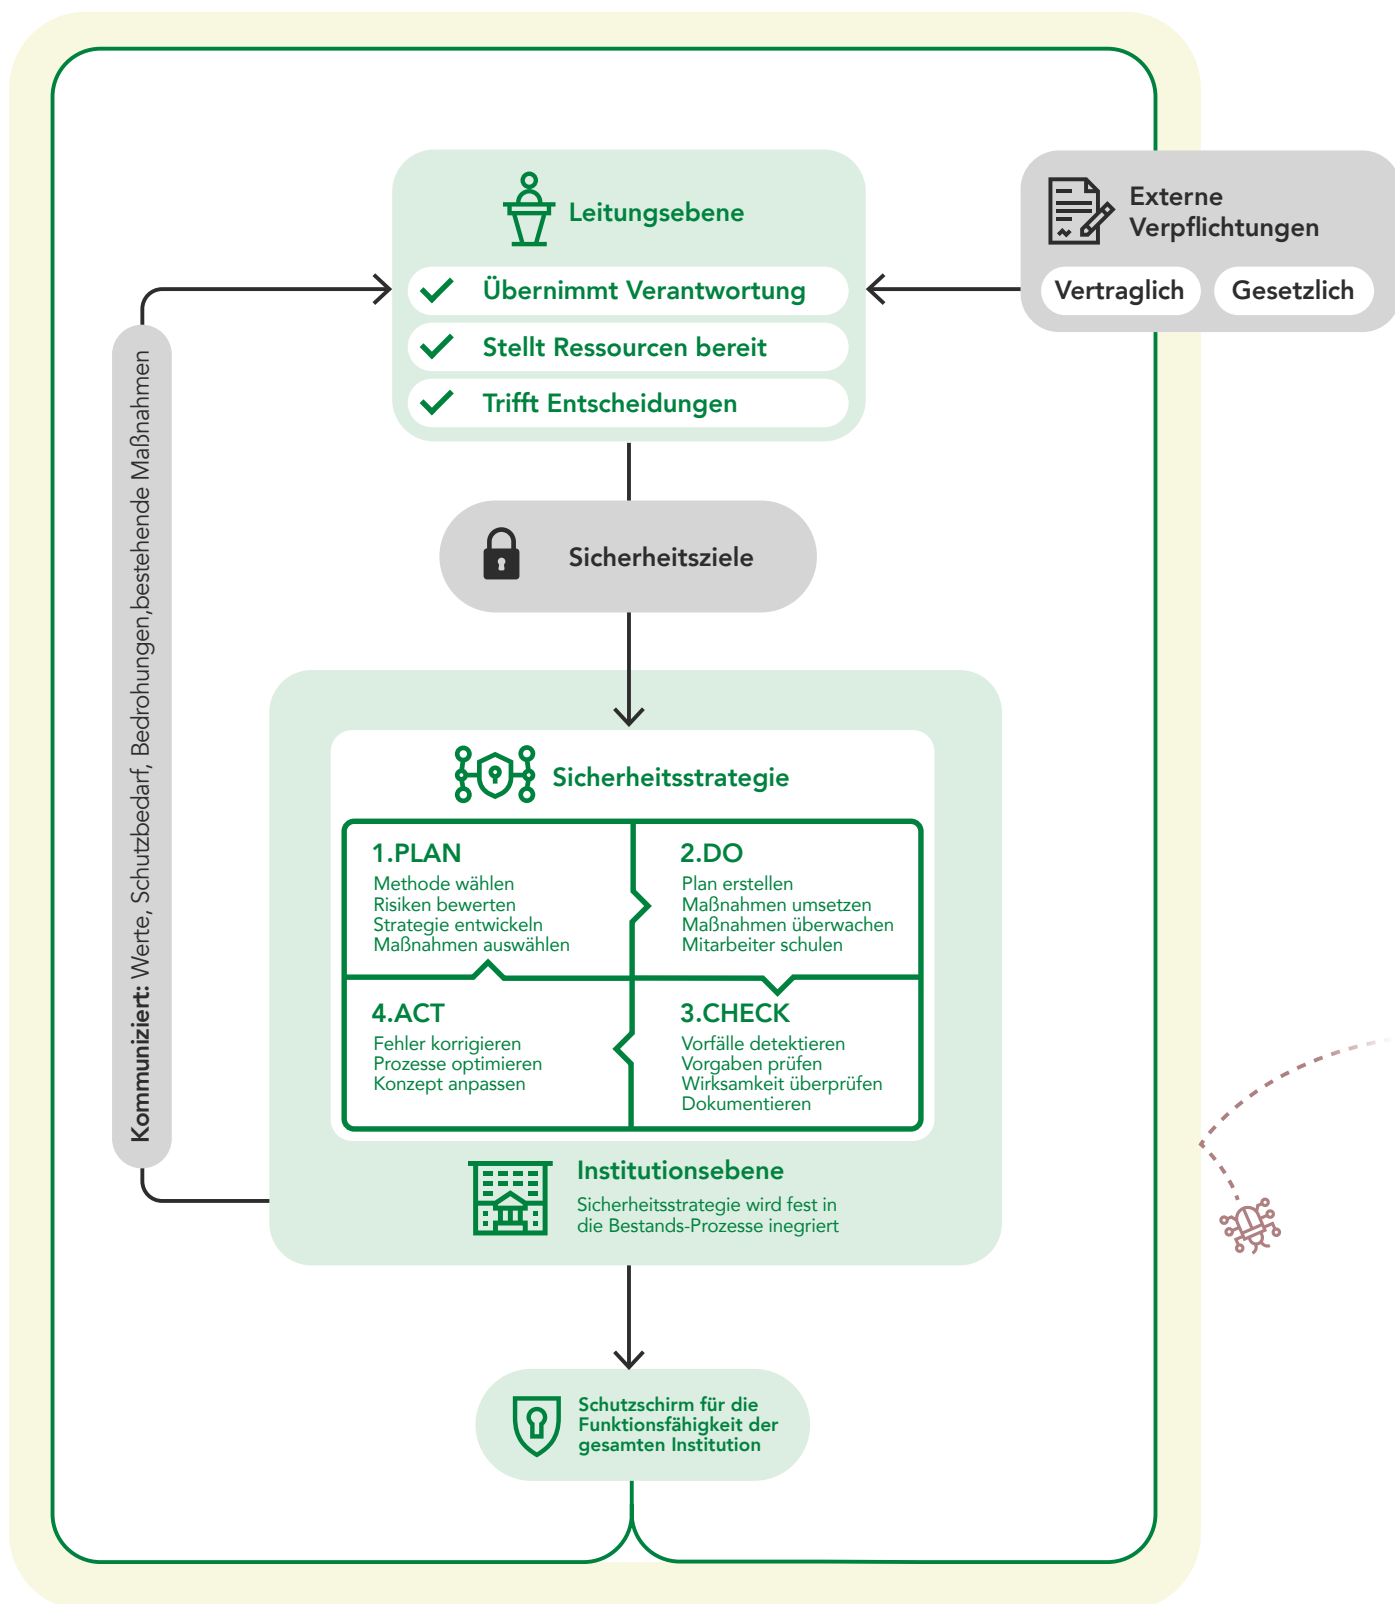 Leitungsebene
Übernimmt Verantwortung
Stellt Ressourcen bereit
Trifft Entscheidungen
Externe
Verpflichtungen
Vertraglich
Gesetzlich
Kommuniziert: Werte, Schutzbedarf, Bedrohungen,bestehende Maßnahmen
Sicherheitsziele
Sicherheitsstrategie
1.PLAN
Methode wählen
Risiken bewerten
Strategie entwickeln
Maßnahmen auswählen
2.DO
Plan erstellen
Maßnahmen umsetzen
Maßnahmen überwachen
Mitarbeiter schulen
4.ACT
Fehler korrigieren
Prozesse optimieren
Konzept anpassen
3.CHECK
Vorfälle detektieren
Vorgaben prüfen
Wirksamkeit überprüfen
Dokumentieren
Institutionsebene
Sicherheitsstrategie wird fest in
die Bestands-Prozesse inegriert
Schutzschirm für die
Funktionsfähigkeit der
gesamten Institution